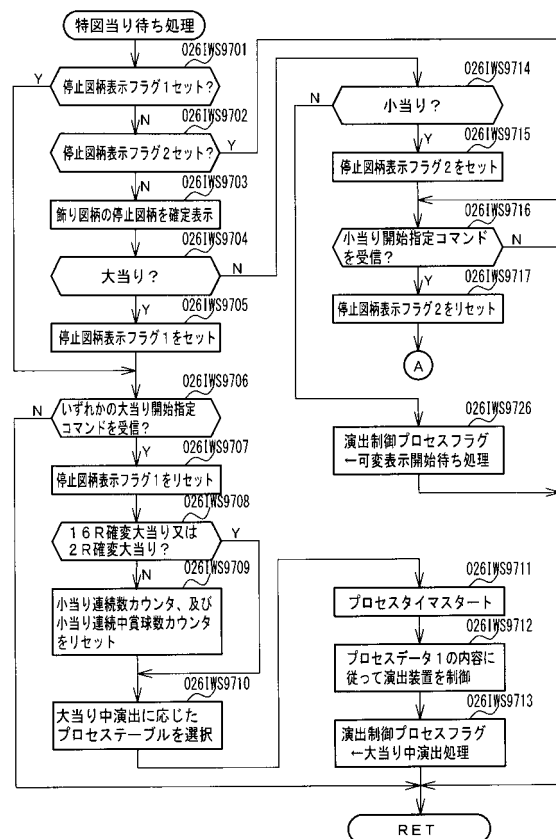 特図当り待ち処理
026IWS9701
Y
停止図柄表示フラグ1セット?
N
026IWS9702
停止図柄表示フラグ2セット?
Y
N
026IWS9703
飾り図柄の停止図柄を確定表示
026IWS9704
大当り?
N
Y
026IWS9705
停止図柄表示フラグ1をセット
026IWS9706
N
いずれかの大当り開始指定
コマンドを受信?
Y
026IWS9707
停止図柄表示フラグ1をリセット
026IWS9708
16R確変大当り又は
2R確変大当り?
Y
N
026IWS9709
小当り連続数カウンタ、及び
小当り連続中賞球数カウンタ
をリセット
026IWS9710
大当り中演出に応じた
プロセステーブルを選択
026IWS9714
N
小当り?
Y
026IWS9715
停止図柄表示フラグ2をセット
026IWS9716
小当り開始指定コマンド
を受信?
N
Y
026IWS9717
停止図柄表示フラグ2をリセット
A
026IWS9726
演出制御プロセスフラグ
←可変表示開始待ち処理
026IWS9711
プロセスタイマスタート
026IWS9712
プロセスデータ1の内容に
従って演出装置を制御
026IWS9713
演出制御プロセスフラグ
←大当り中演出処理
RET